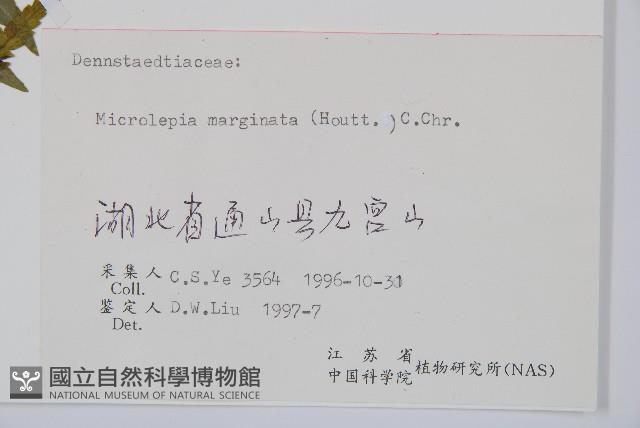 Dennstaedtiaceae:
Microlepia marginata (Houtt. ) C.Chr.
湖北省通山县九宫山
采集人 C.S.Ye 3564 1996-10-31
Coll.
鉴定人 D.W.Liu 1997-7
Det.
江苏省
中国科学院 植物研究所(NAS)
國立自然科學博物館
NATIONAL MUSEUM OF NATURAL SCIENCE